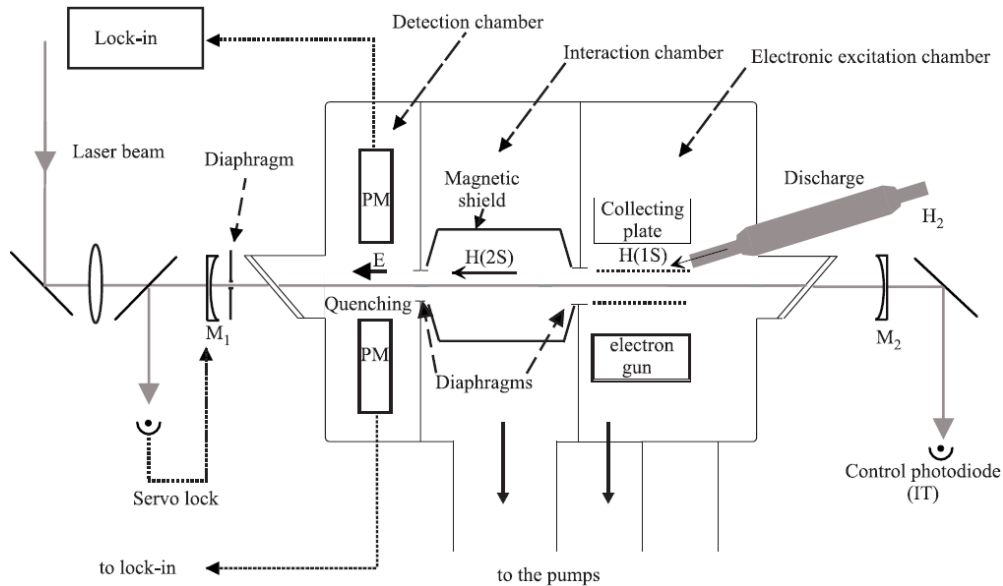 Detection chamber
Lock-in
Interaction chamber
Electronic excitation chamber
Laser beam
Diaphragm
PM
Magnetic
shield
Discharge
Collecting
plate
H₂
E
H(2S)
H(1S)
Quenching
M₁
PM
electron
gun
M₂
Diaphragms
Servo lock
Control photodiode
(IT)
to lock-in
to the pumps